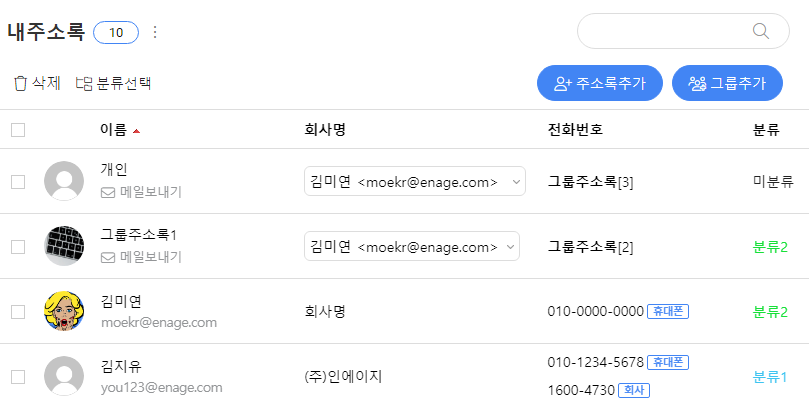 내주소록 10
삭제 분류선택 주소록추가 그룹추가
이름 회사명 전화번호 분류
개인
메일보내기
김미연 <moekr@enage.com> 그룹주소록[3] 미분류
그룹주소록1
메일보내기
김미연 <moekr@enage.com> 그룹주소록[2] 분류2
김미연
moekr@enage.com
회사명 010-0000-0000 휴대폰 분류2
김지유
you123@enage.com
(주)인에이지
010-1234-5678 휴대폰
1600-4730 회사
분류1